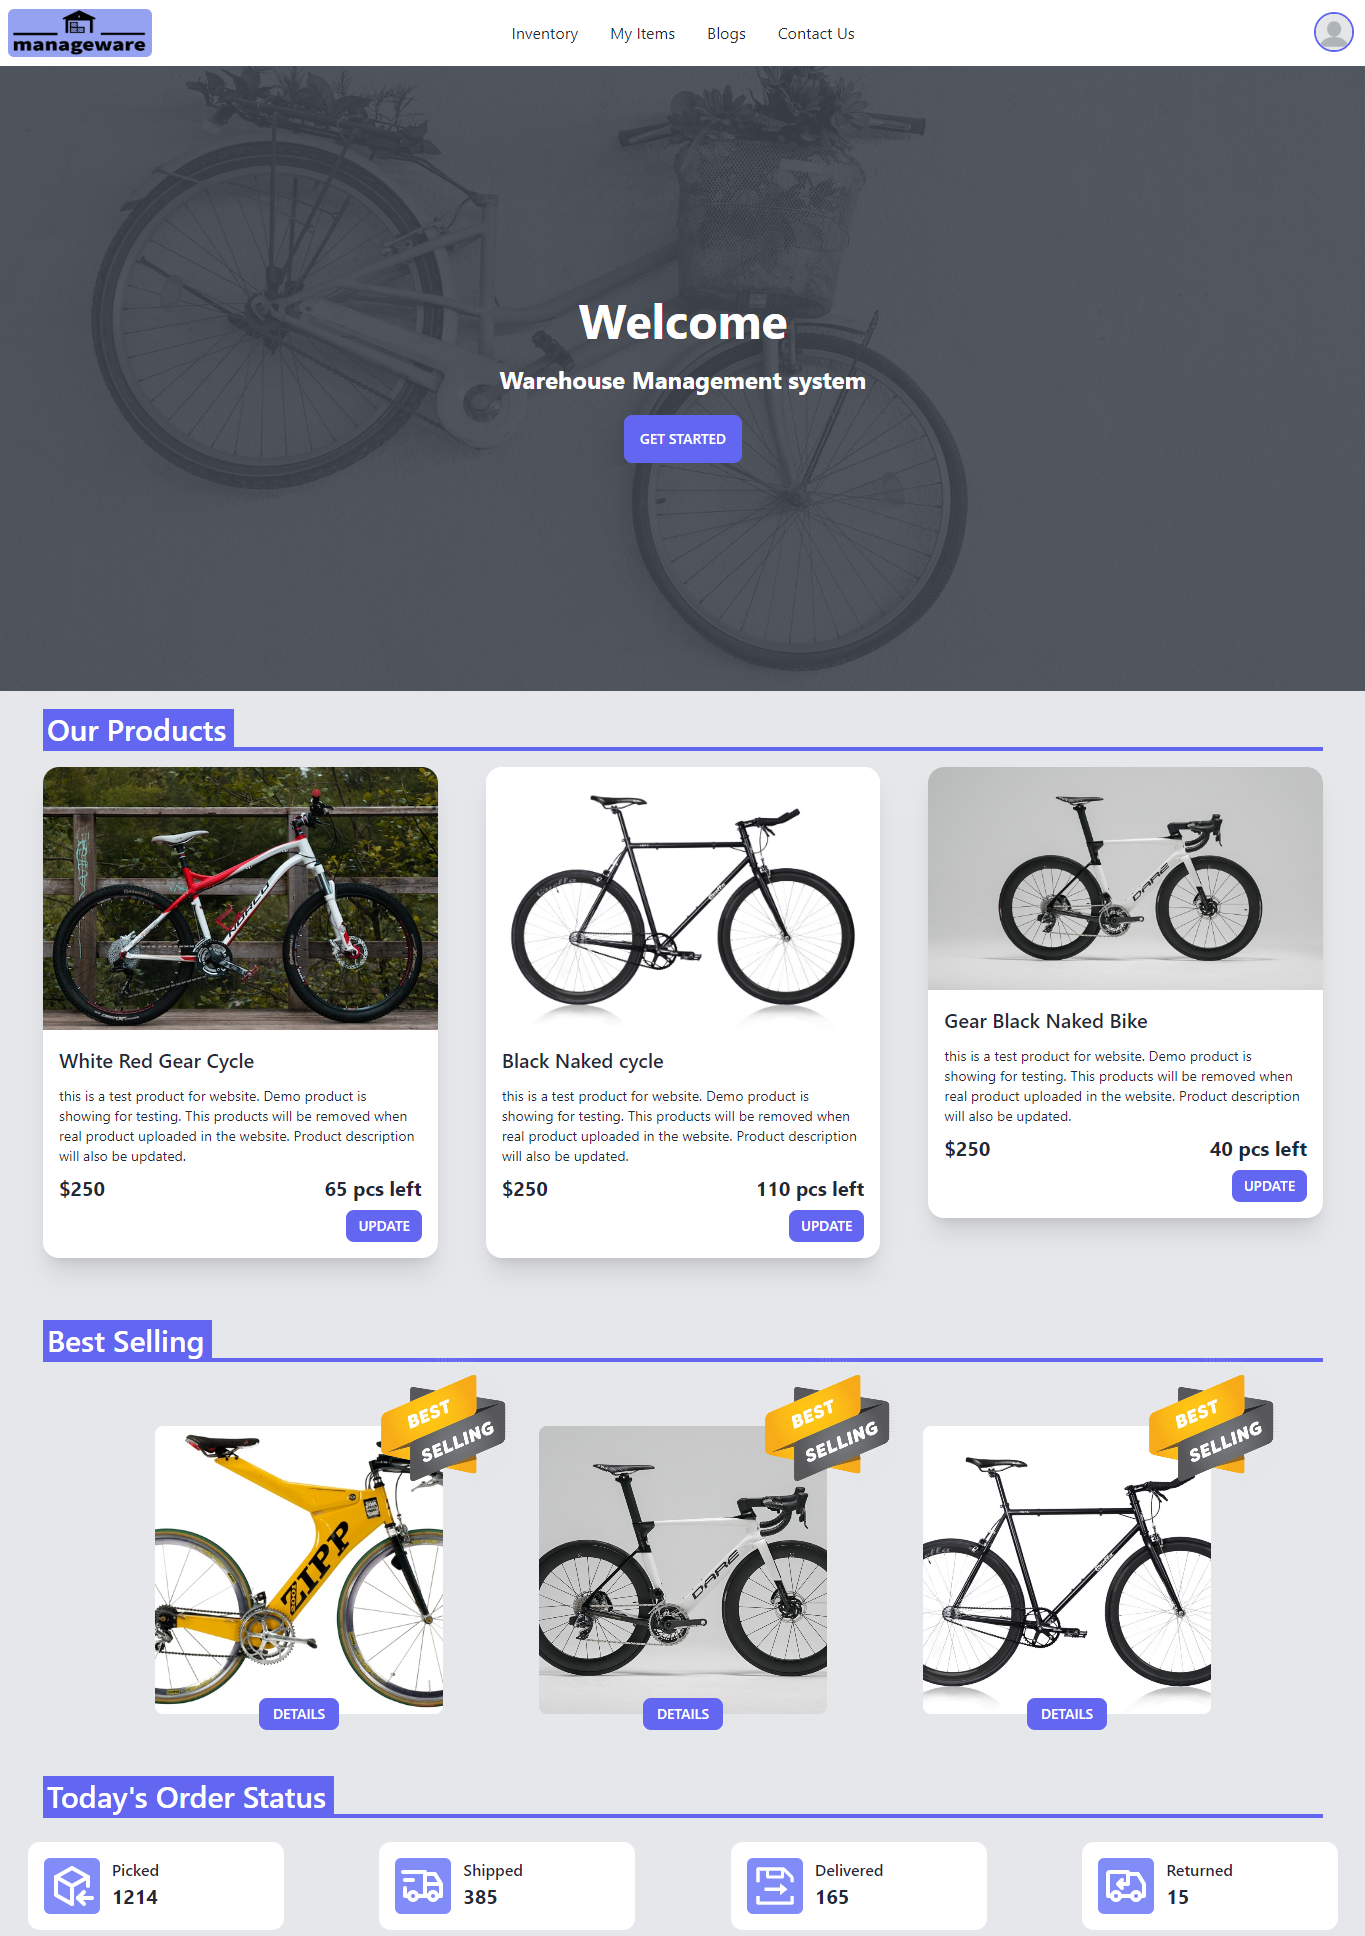 manageware
Inventory
My Items
Blogs
Contact Us
Welcome
Warehouse Management system
GET STARTED
Our Products
NORCO
DARE
White Red Gear Cycle
this is a test product for website. Demo product is
showing for testing. This products will be removed when
real product uploaded in the website. Product description
will also be updated.
$250
65 pcs left
UPDATE
Black Naked cycle
this is a test product for website. Demo product is
showing for testing. This products will be removed when
real product uploaded in the website. Product description
will also be updated.
$250
110 pcs left
UPDATE
Gear Black Naked Bike
this is a test product for website. Demo product is
showing for testing. This products will be removed when
real product uploaded in the website. Product description
will also be updated.
$250
40 pcs left
UPDATE
Best Selling
BEST
SELLING
ZIPP
DETAILS
BEST
SELLING
DARE
DETAILS
BEST
SELLING
DETAILS
Today's Order Status
Picked
1214
Shipped
385
Delivered
165
Returned
15